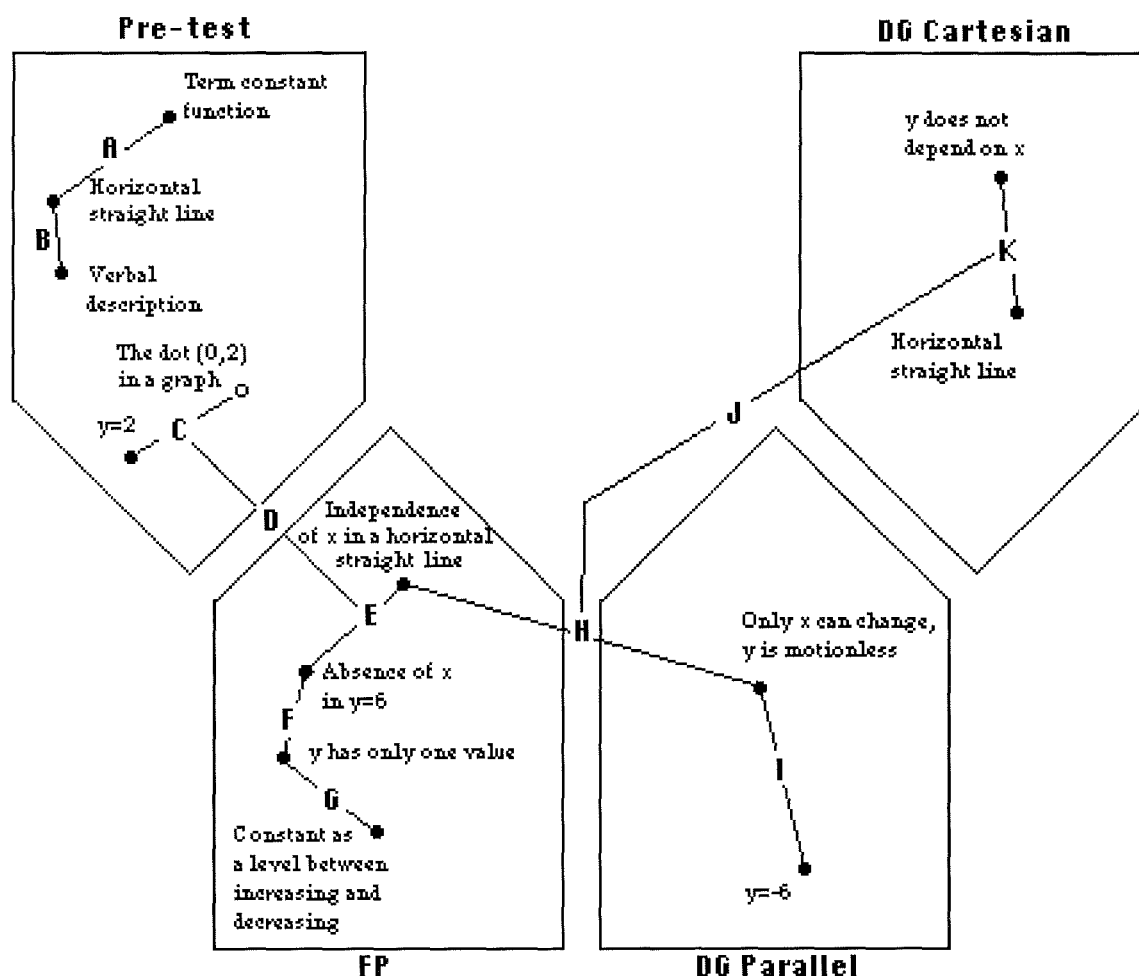 Pre-test
DG Cartesian
Term constant
function
A
Horizontal
straight line
B
Verbal
description
The dot (0,2)
in a graph
y=2
C
y does not
depend on x
K
Horizontal
straight line
J
D
Independence
of x in a horizontal
straight line
E
H
Absence of x
in y=6
F
y has only one value
G
Constant as
a level between
increasing and
decreasing
Only x can change,
y is motionless
I
y=-6
FP
DG Parallel